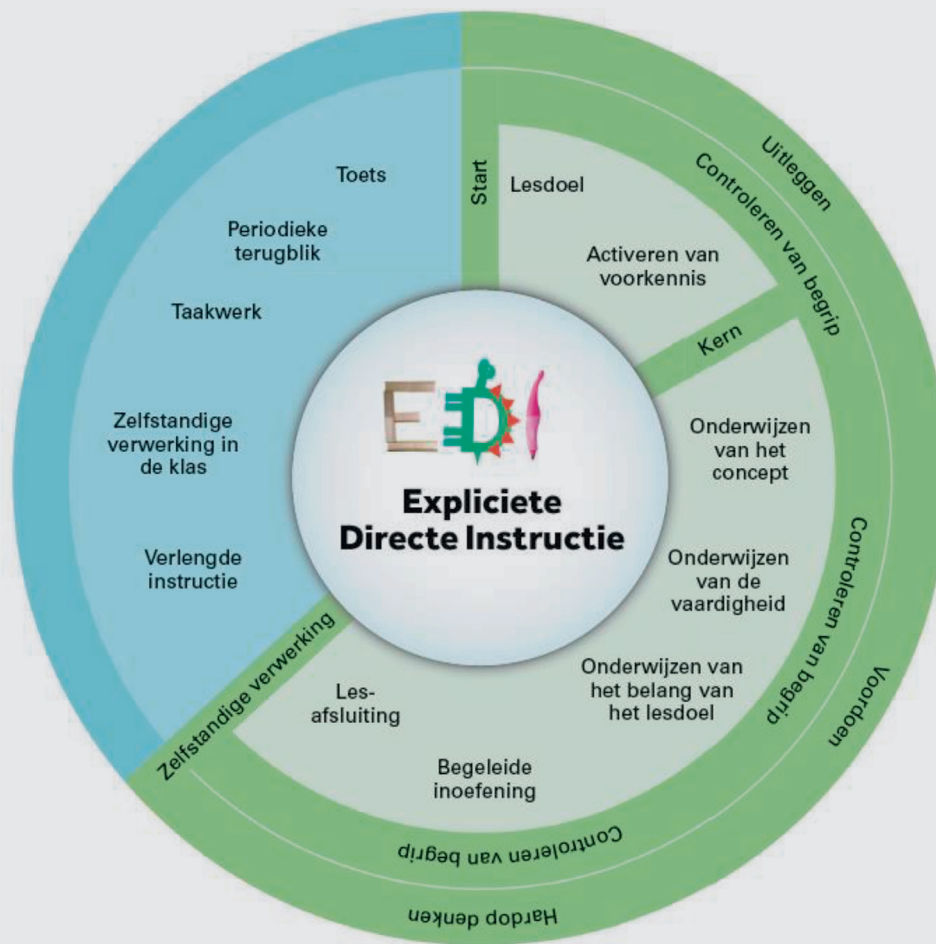 Start
Lesdoel
Activeren van
voorkennis
Kern
Onderwijzen
van het
concept
Onderwijzen
van de
vaardigheid
Onderwijzen van
het belang van
het lesdoel
Begeleide
inoefening
Les-
afsluiting
Zelfstandige verwerking
Verlengde
instructie
Zelfstandige
verwerking in
de klas
Taakwerk
Periodieke
terugblik
Toets
Controleren van begrip
Controleren van begrip
Controleren van begrip
Uitleggen
Voordoen
Hardop denken
EDI
Expliciete
Directe Instructie